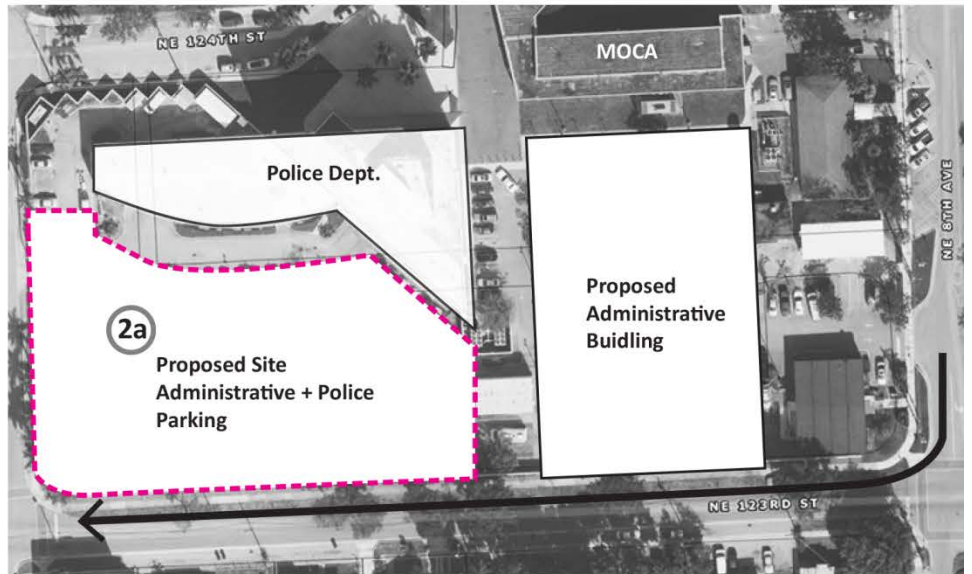 NE 124TH ST
MOCA
Police Dept.
NE 8TH AVE
2a
Proposed Site
Administrative + Police
Parking
Proposed
Administrative
Buidling
NE 123RD ST